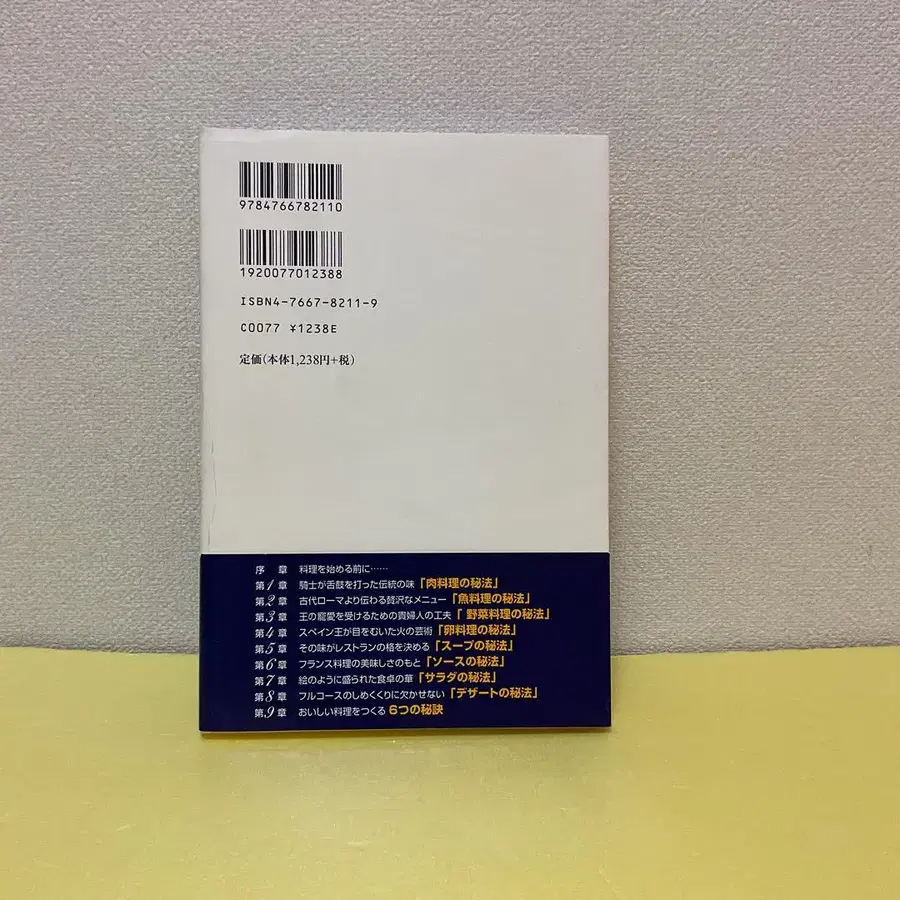 9784766782110
1920077012388
ISBN4-7667-8211-9
C0077 ¥1238E
定価(本体1,238円+税)
序 章 料理を始める前に……
第1章 騎士が舌鼓を打った伝統の味「肉料理の秘法」
第2章 古代ローマより伝わる贅沢なメニュー「魚料理の秘法」
第3章 王の寵愛を受けるための貴婦人の工夫「野菜料理の秘法」
第4章 スペイン王が目をむいた火の芸術「卵料理の秘法」
第5章 その味がレストランの格を決める「スープの秘法」
第6章 フランス料理の美味しさのもと「ソースの秘法」
第7章 絵のように盛られた食卓の華「サラダの秘法」
第8章 フルコースのしめくくりに欠かせない「デザートの秘法」
第9章 おいしい料理をつくる 6つの秘訣